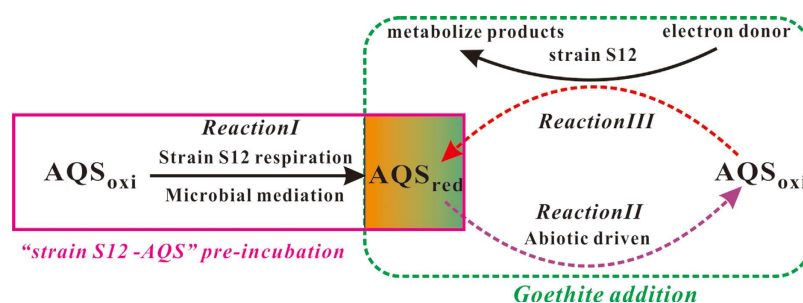 metabolize products
electron donor
strain S12
ReactionI
ReactionIII
Strain S12 respiration
AQSoxi
AQSred
AQSoxi
Microbial mediation
ReactionII
Abiotic driven
“strain S12 -AQS” pre-incubation
Goethite addition